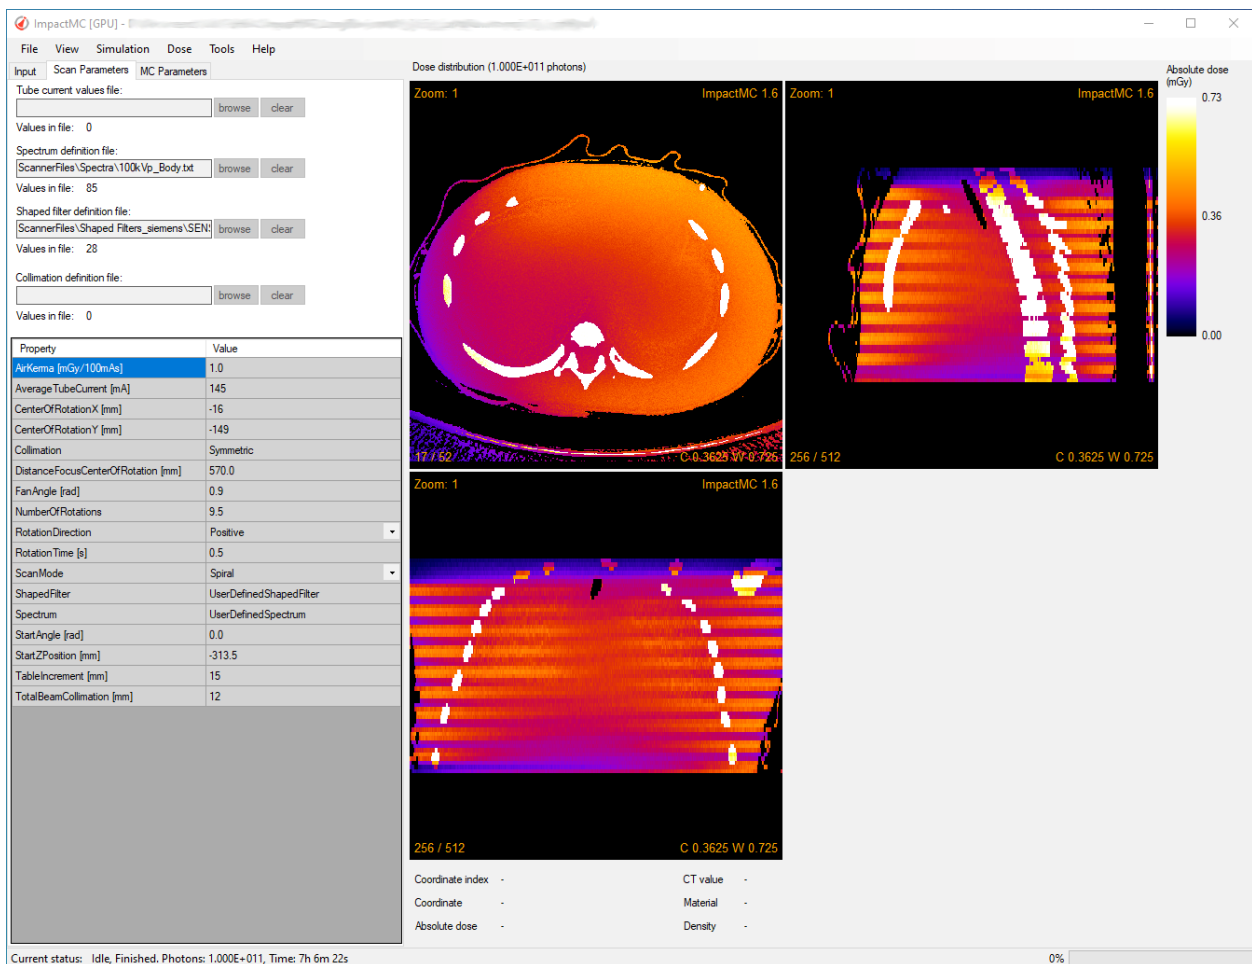 ImpactMC [GPU] -
File View Simulation Dose Tools Help
Input Scan Parameters MC Parameters
Tube current values file:
browse clear
Values in file: 0
Spectrum definition file:
ScannerFiles\Spectra\100kVp_Body.txt browse clear
Values in file: 85
Shaped filter definition file:
ScannerFiles\Shaped Filters_siemens\SEN browse clear
Values in file: 28
Collimation definition file:
browse clear
Values in file: 0
Property Value
AirKerma [mGy/100mAs] 1.0
AverageTubeCurrent [mA] 145
CenterOfRotationX [mm] -16
CenterOfRotationY [mm] -149
Collimation Symmetric
DistanceFocusCenterOfRotation [mm] 570.0
FanAngle [rad] 0.9
NumberOfRotations 9.5
RotationDirection Positive
RotationTime [s] 0.5
ScanMode Spiral
ShapedFilter UserDefinedShapedFilter
Spectrum UserDefinedSpectrum
StartAngle [rad] 0.0
StartZPosition [mm] -313.5
TableIncrement [mm] 15
TotalBeamCollimation [mm] 12
Dose distribution (1.000E+011 photons)
Zoom: 1 ImpactMC 1.6
17 / 52 C 0.3625 W 0.725
Zoom: 1 ImpactMC 1.6
256 / 512 C 0.3625 W 0.725
Zoom: 1 ImpactMC 1.6
256 / 512 C 0.3625 W 0.725
Absolute dose
(mGy)
0.73
0.36
0.00
Coordinate index - CT value -
Coordinate - Material -
Absolute dose - Density -
Current status: Idle, Finished. Photons: 1.000E+011, Time: 7h 6m 22s 0%